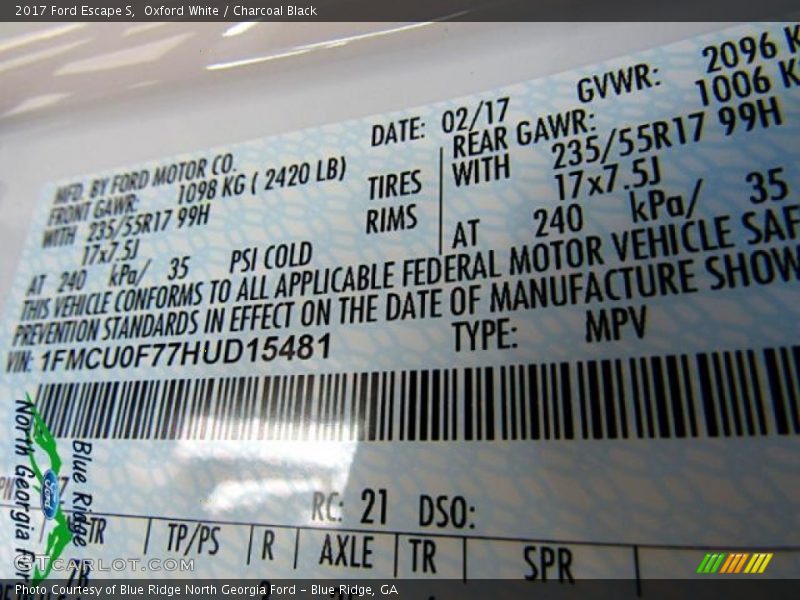 2017 Ford Escape S, Oxford White / Charcoal Black
MFD. BY FORD MOTOR CO.
DATE: 02/17
GVWR: 2096 K
FRONT GAWR:
1098 KG ( 2420 LB)
REAR GAWR:
1006 K
WITH 235/55R17 99H
TIRES
WITH 235/55R17 99H
17x7.5J
RIMS
17x7.5J
AT 240 kPa/ 35 PSI COLD
AT 240 kPa/ 35
THIS VEHICLE CONFORMS TO ALL APPLICABLE FEDERAL MOTOR VEHICLE SAF
PREVENTION STANDARDS IN EFFECT ON THE DATE OF MANUFACTURE SHOW
VIN: 1FMCU0F77HUD15481
TYPE: MPV
Blue Ridge
North Georgia
Ford
RC: 21 DSO:
TR TP/PS R AXLE TR SPR
GTcarlot.com
Photo Courtesy of Blue Ridge North Georgia Ford – Blue Ridge, GA